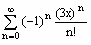 ∞
∑ (−1)ⁿ (3x)ⁿ / n!
n=0